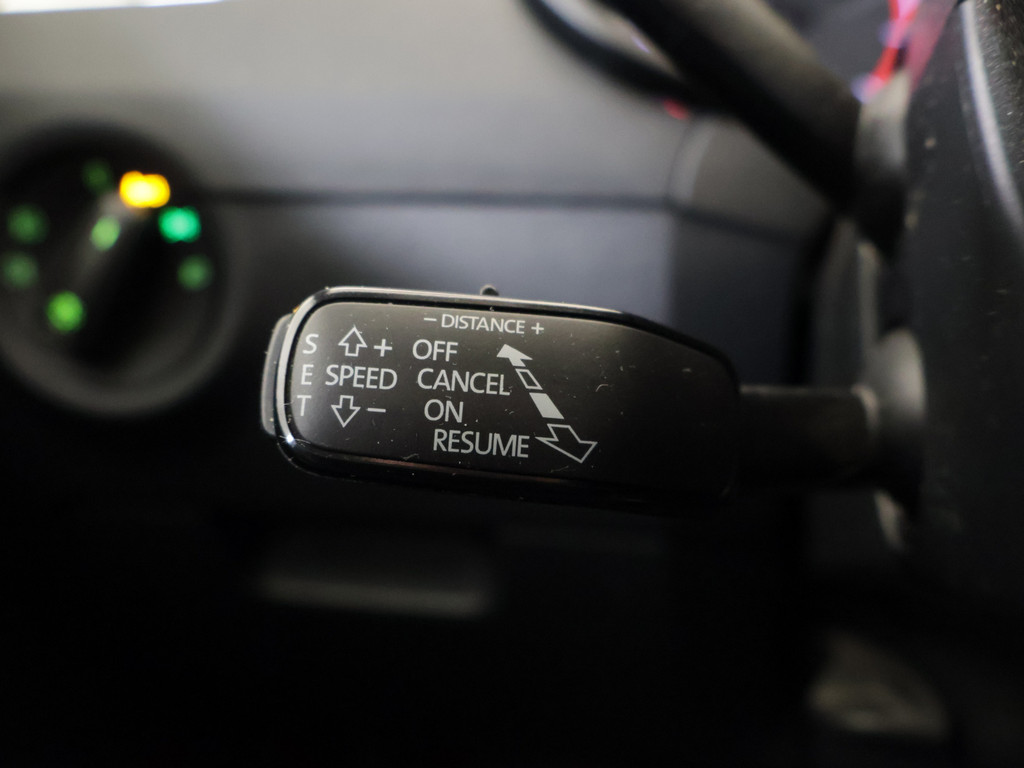 - DISTANCE +
S + OFF
E SPEED CANCEL
T - ON
RESUME